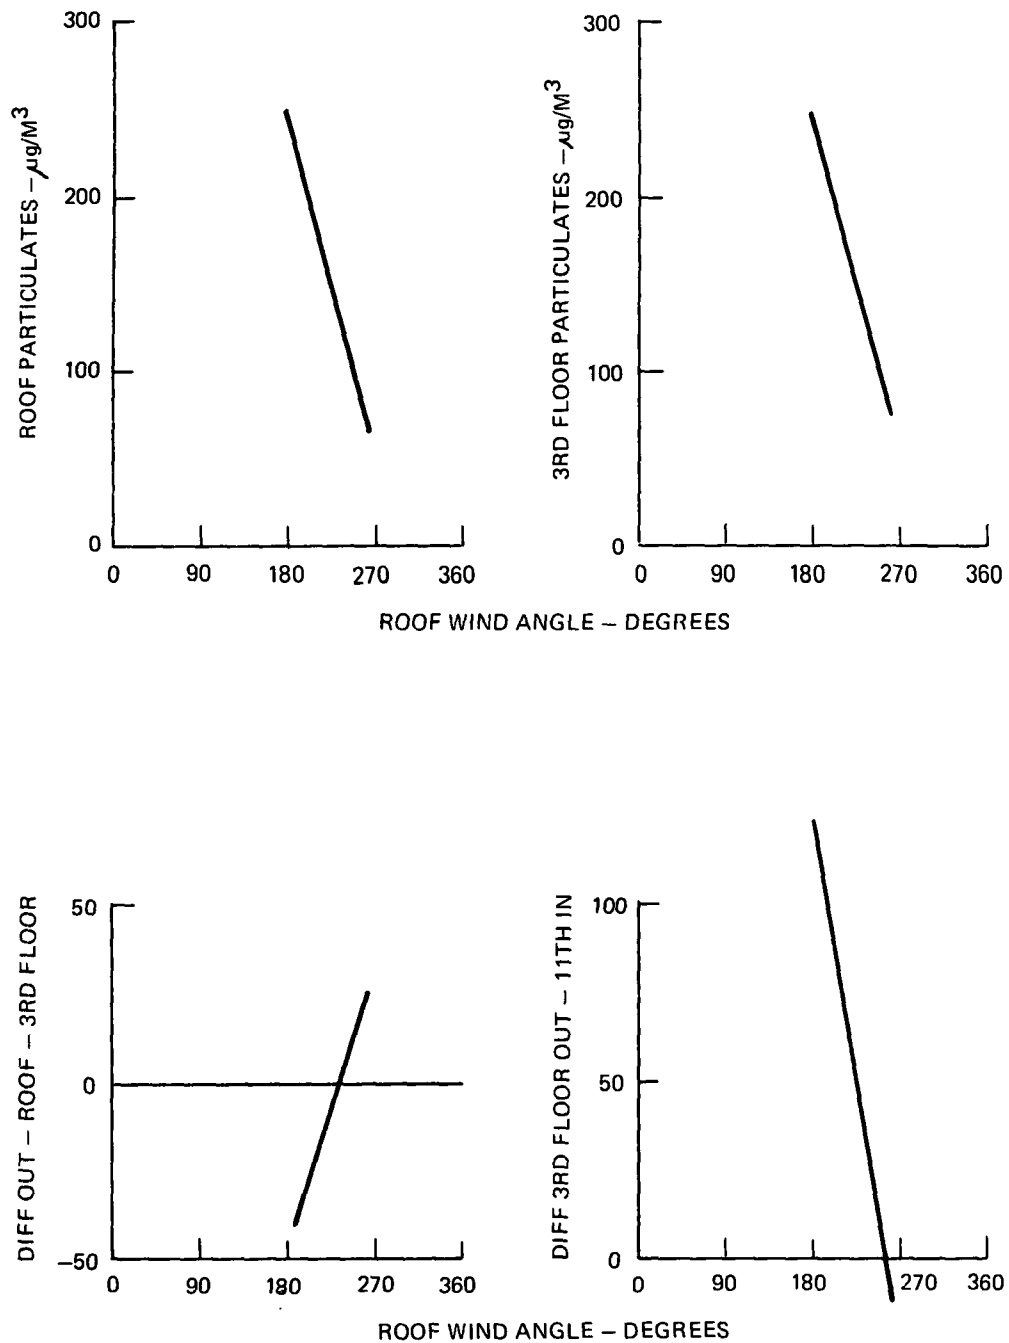 300
200
100
0
ROOF PARTICULATES – µg/M³
0 90 180 270 360
300
200
100
0
3RD FLOOR PARTICULATES – µg/M³
0 90 180 270 360
ROOF WIND ANGLE – DEGREES
50
0
–50
DIFF OUT – ROOF – 3RD FLOOR
0 90 180 270 360
100
50
0
DIFF 3RD FLOOR OUT – 11TH IN
0 90 180 270 360
ROOF WIND ANGLE – DEGREES